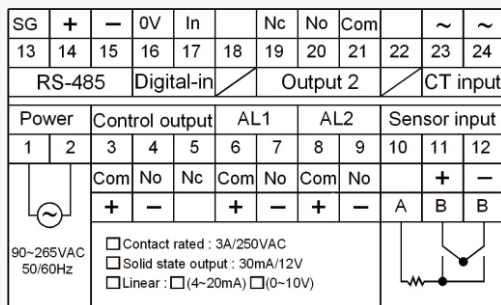 SG + − 0V In Nc No Com ~ ~
13 14 15 16 17 18 19 20 21 22 23 24
RS-485 Digital-in Output 2 CT input
Power Control output AL1 AL2 Sensor input
1 2 3 4 5 6 7 8 9 10 11 12
Com No Nc Com No Com No + −
+ − + − + − A B B
~
90~265VAC
50/60Hz
□Contact rated : 3A/250VAC
□Solid state output : 30mA/12V
□Linear : □(4~20mA) □(0~10V)